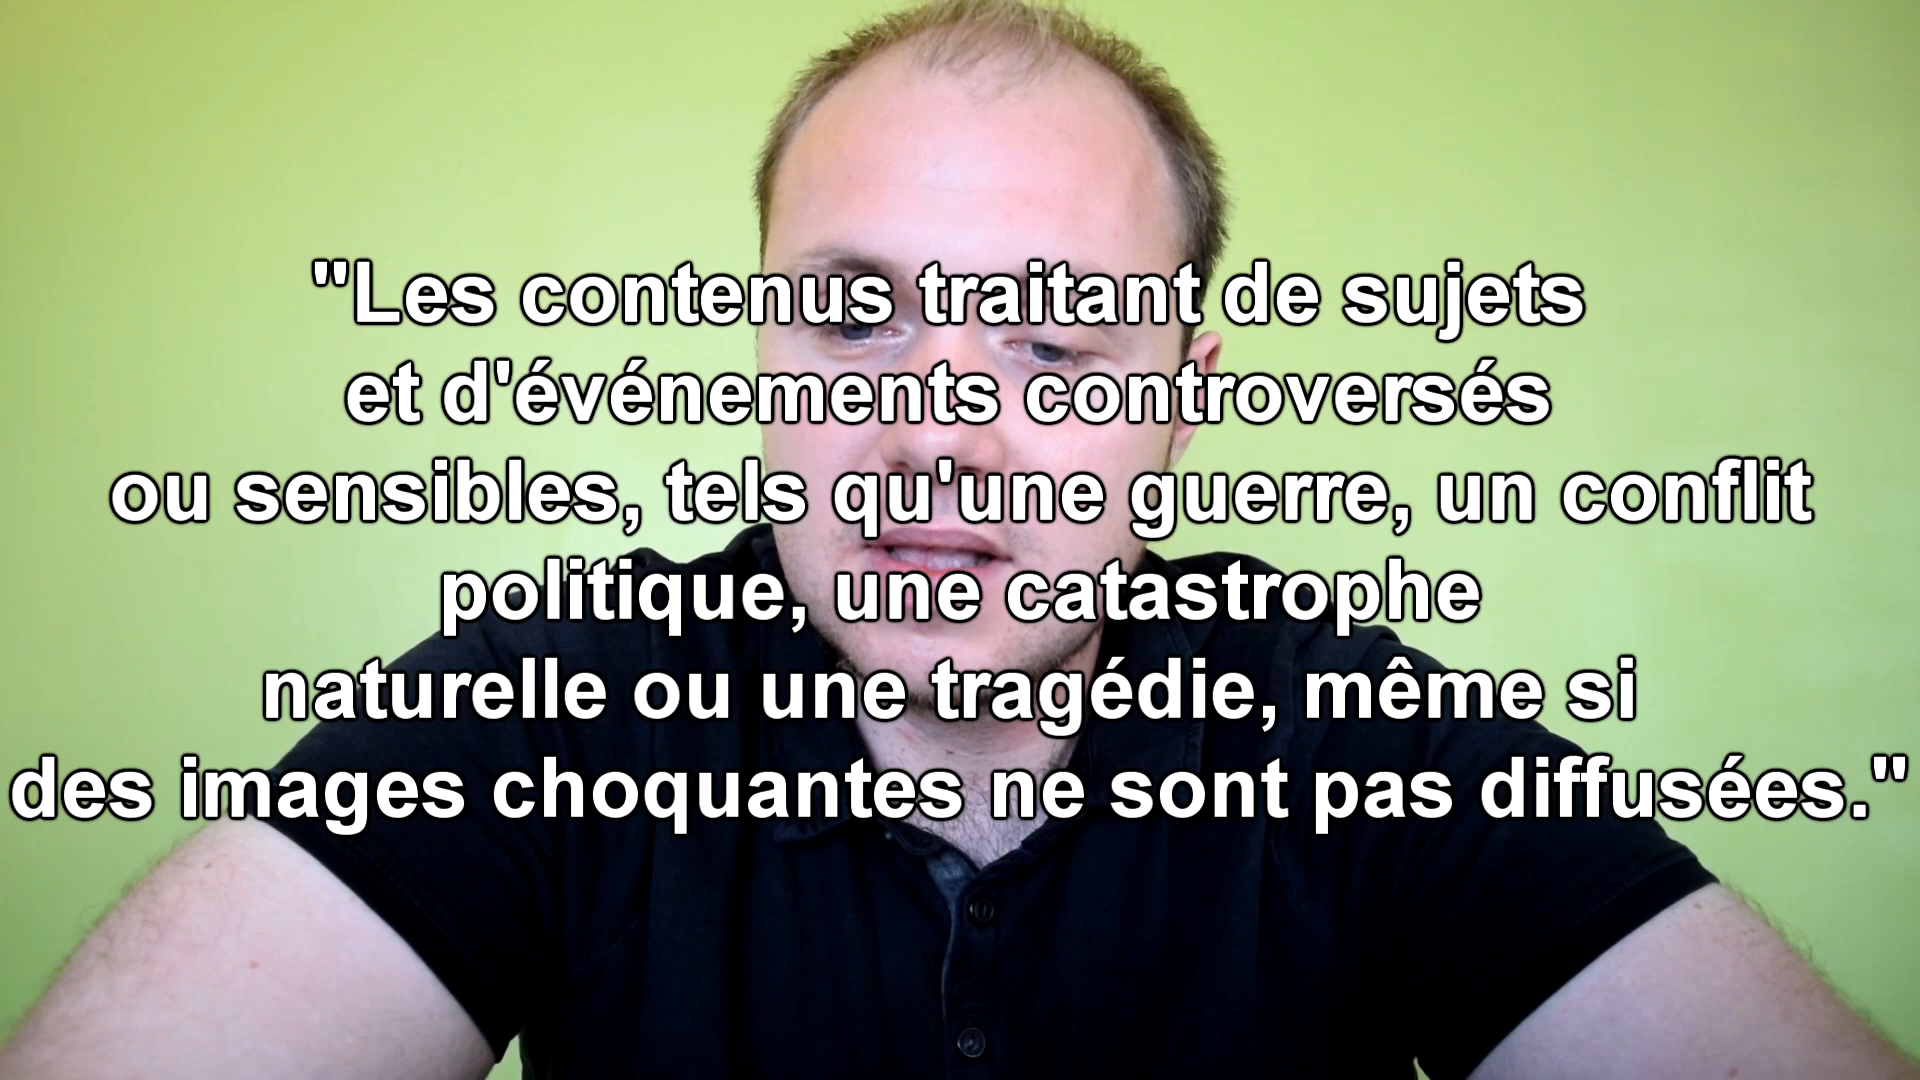 "Les contenus traitant de sujets
et d'événements controversés
ou sensibles, tels qu'une guerre, un conflit
politique, une catastrophe
naturelle ou une tragédie, même si
des images choquantes ne sont pas diffusées."